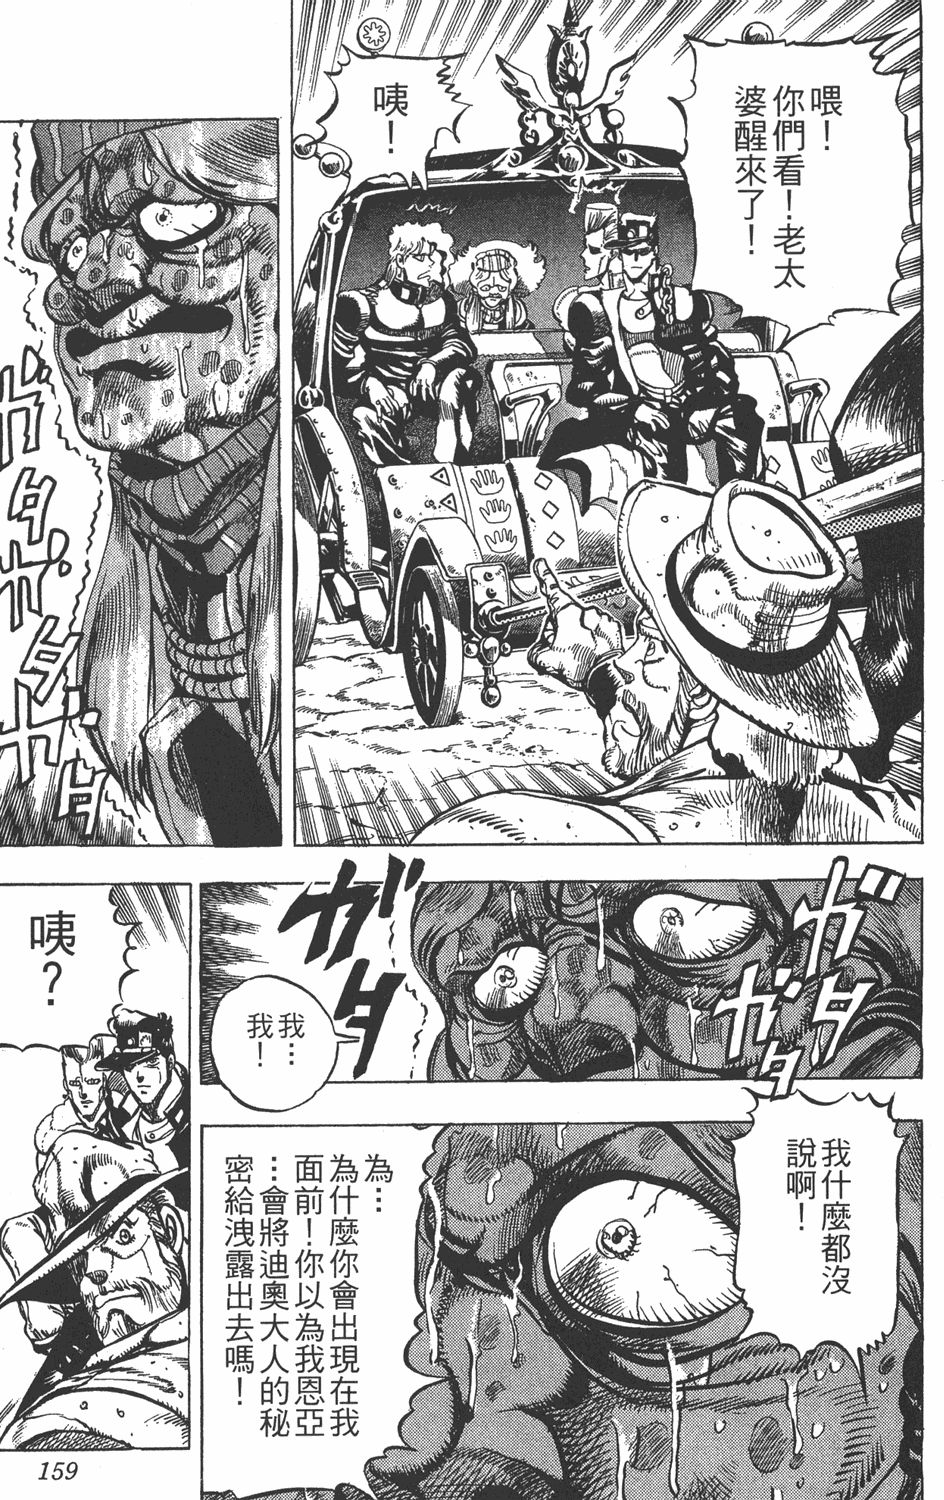 喂！
你們看！老太
婆醒來了！
咦！
ガタ
ガタ
ガタ
ガタ
ガタ
我…
我！
咦？
我什麼都沒
說啊！
為…
為什麼你會出現在我
面前！你以為我恩亞
…會將迪奧大人的秘
密給洩露出去嗎！
159